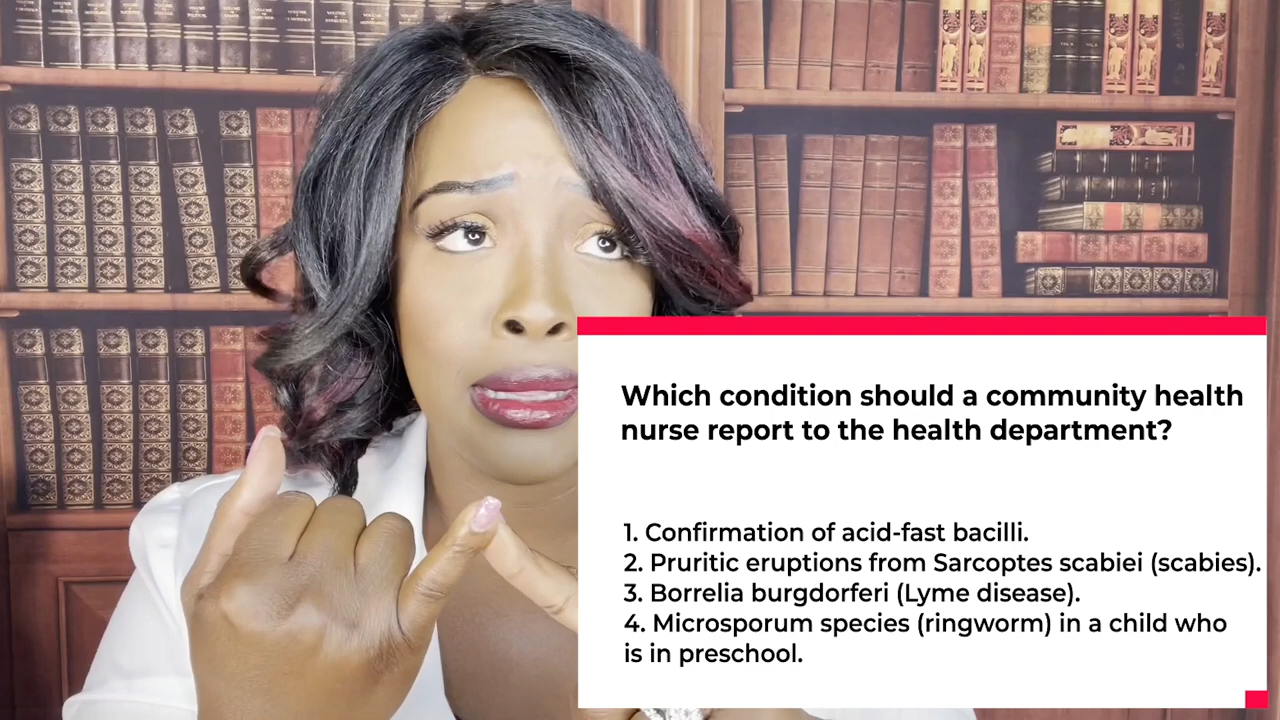 Which condition should a community health
nurse report to the health department?
1. Confirmation of acid-fast bacilli.
2. Pruritic eruptions from Sarcoptes scabiei (scabies).
3. Borrelia burgdorferi (Lyme disease).
4. Microsporum species (ringworm) in a child who
is in preschool.